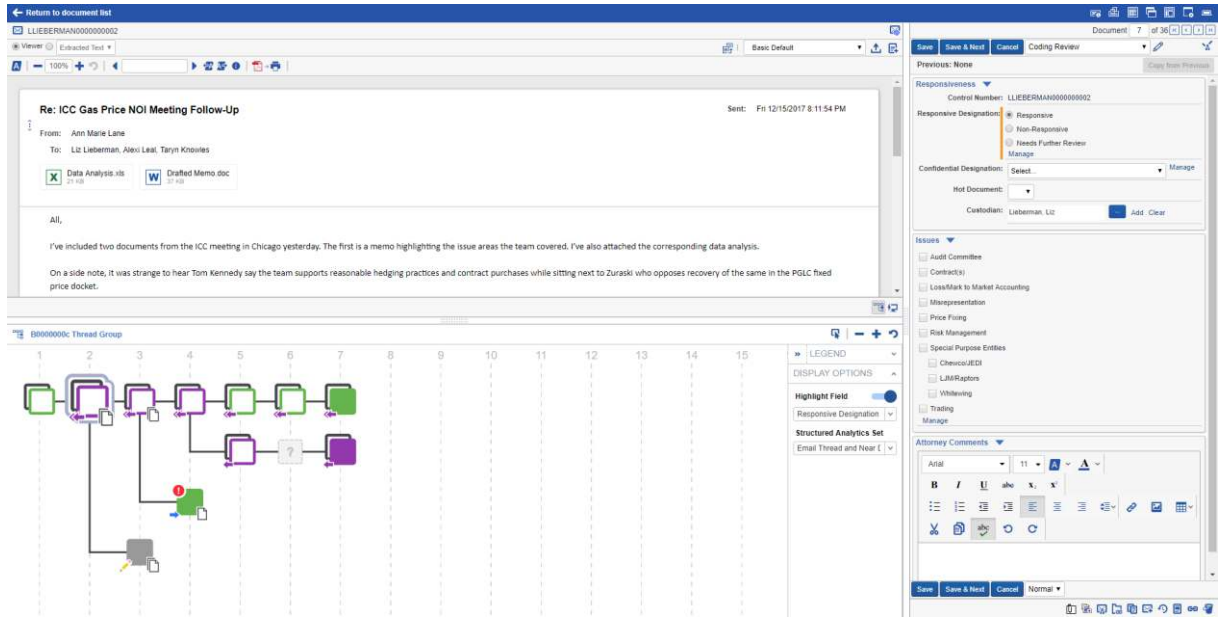 Return to document list
LLIEBERMAN0000000002
Document 7 of 36
Viewer Extracted Text
Basic Default
Save Save & Next Cancel Coding Review
100%
Previous: None Copy from Previous
Re: ICC Gas Price NOI Meeting Follow-Up
Sent: Fri 12/15/2017 8:11:54 PM
From: Ann Marie Lane
To: Liz Lieberman, Alexi Leal, Taryn Knowles
Data Analysis.xls
21 KB
Drafted Memo.doc
37 KB
All,
I've included two documents from the ICC meeting in Chicago yesterday. The first is a memo highlighting the issue areas the team covered. I've also attached the corresponding data analysis.
On a side note, it was strange to hear Tom Kennedy say the team supports reasonable hedging practices and contract purchases while sitting next to Zuraski who opposes recovery of the same in the PGLC fixed
price docket.
B0000000c Thread Group
1 2 3 4 5 6 7 8 9 10 11 12 13 14 15
?
!
LEGEND
DISPLAY OPTIONS
Highlight Field
Responsive Designation
Structured Analytics Set
Email Thread and Near D
Responsiveness
Control Number: LLIEBERMAN0000000002
Responsive Designation: Responsive
Non-Responsive
Needs Further Review
Manage
Confidential Designation: Select... Manage
Hot Document:
Custodian: Lieberman, Liz ... Add Clear
Issues
Audit Committee
Contract(s)
Loss/Mark to Market Accounting
Misrepresentation
Price Fixing
Risk Management
Special Purpose Entities
Chewco/JEDI
LJM/Raptors
Whitewing
Trading
Manage
Attorney Comments
Arial 11 A A
B I U abc x₂ x²
abc
Save Save & Next Cancel Normal